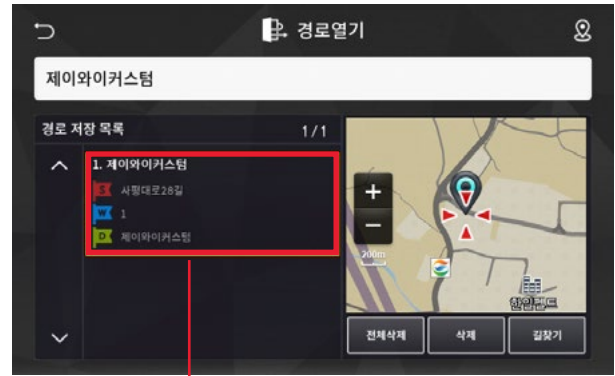 경로열기
제이와이커스텀
경로 저장 목록
1/1
1. 제이와이커스텀
S 사평대로28길
W 1
D 제이와이커스텀
+
−
200m
한일펠트
전체삭제
삭제
길찾기